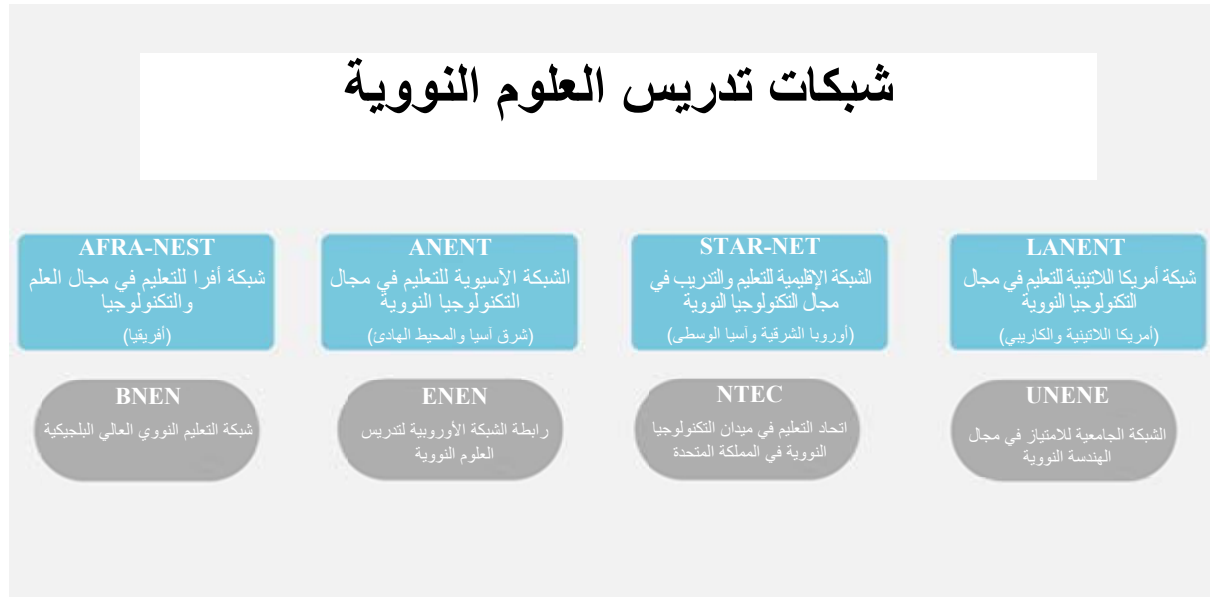 شبكات تدريس العلوم النووية
LANENT
شبكة أمريكا اللاتينية للتعليم في مجال
التكنولوجيا النووية
(أمريكا اللاتينية والكاريبي)
STAR-NET
الشبكة الإقليمية للتعليم والتدريب في
مجال التكنولوجيا النووية
(أوروبا الشرقية وآسيا الوسطى)
ANENT
الشبكة الآسيوية للتعليم في مجال
التكنولوجيا النووية
(شرق آسيا والمحيط الهادئ)
AFRA-NEST
شبكة أفرا للتعليم في مجال العلم
والتكنولوجيا
(أفريقيا)
UNENE
الشبكة الجامعية للامتياز في مجال
الهندسة النووية
NTEC
اتحاد التعليم في ميدان التكنولوجيا
النووية في المملكة المتحدة
ENEN
رابطة الشبكة الأوروبية لتدريس
العلوم النووية
BNEN
شبكة التعليم النووي العالي البلجيكية